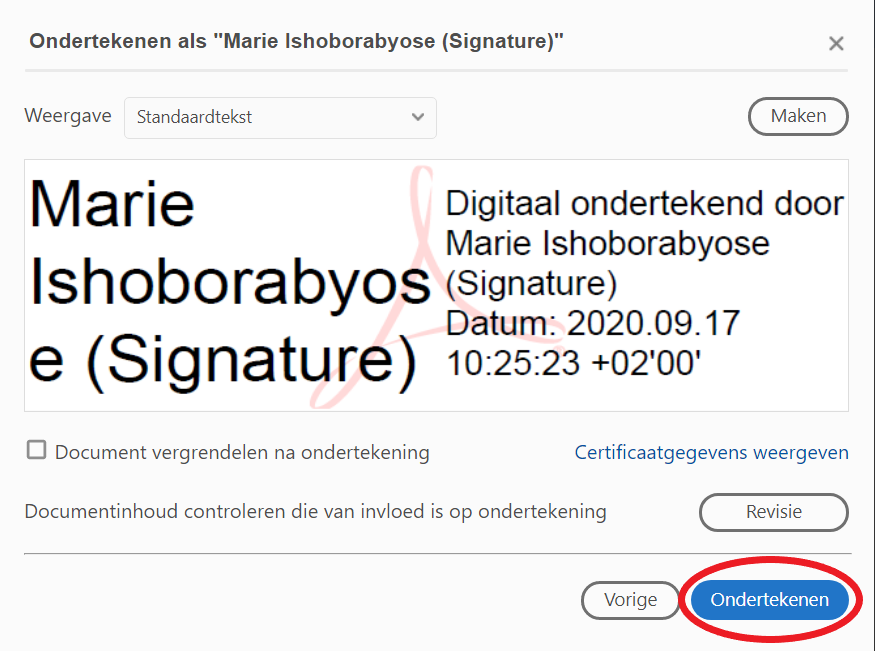 Ondertekenen als "Marie Ishoborabyose (Signature)"
Weergave Standaardtekst Maken
Marie
Ishoborabyos
e (Signature)
Digitaal ondertekend door
Marie Ishoborabyose
(Signature)
Datum: 2020.09.17
10:25:23 +02'00'
Document vergrendelen na ondertekening Certificaatgegevens weergeven
Documentinhoud controleren die van invloed is op ondertekening Revisie
Vorige Ondertekenen